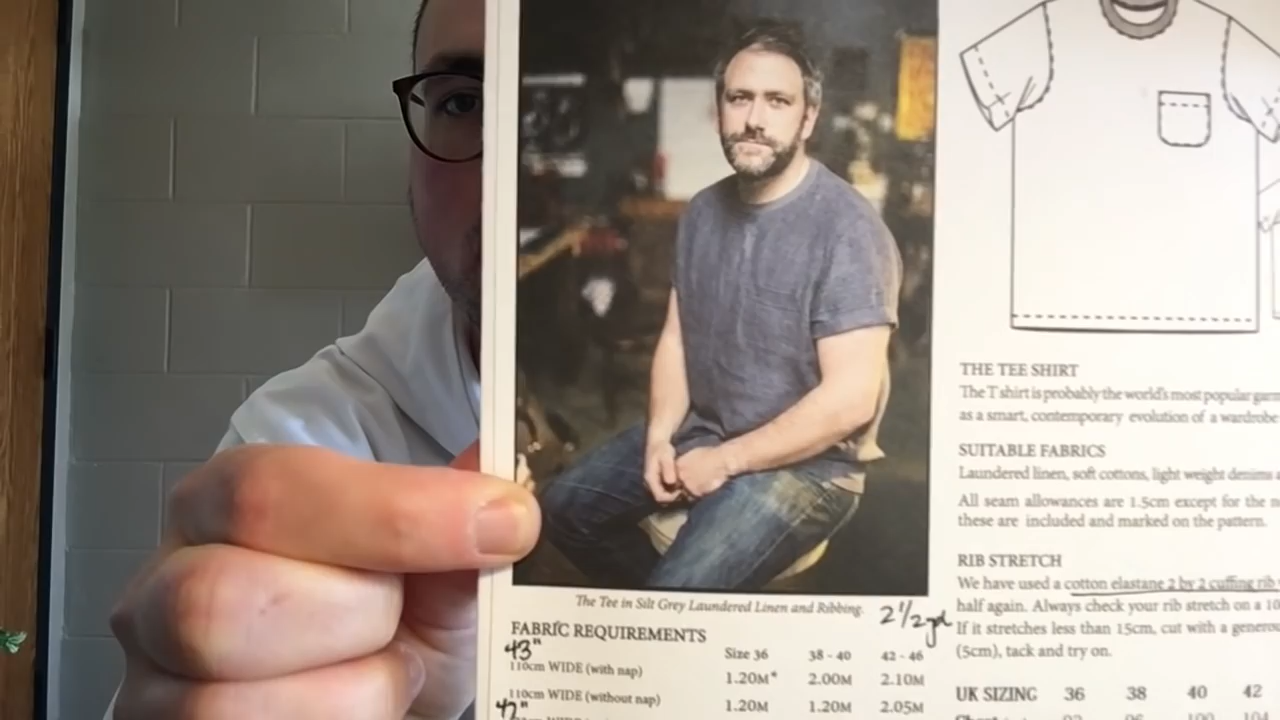 The Tee in Silt Grey Laundered Linen and Ribbing.
2 1/2 yd
FABRIC REQUIREMENTS
43"
Size 36 38 - 40 42 - 46
110cm WIDE (with nap) 1.20M* 2.00M 2.10M
110cm WIDE (without nap) 1.20M 1.20M 2.05M
THE TEE SHIRT
The T shirt is probably the world's most popular
as a smart, contemporary evolution of a wardrobe
SUITABLE FABRICS
Laundered linen, soft cottons, light weight denims
All seam allowances are 1.5cm except for the
these are included and marked on the pattern.
RIB STRETCH
We have used a cotton elastane 2 by 2 cuffing rib
half again. Always check your rib stretch on a
If it stretches less than 15cm, cut with a
(5cm), tack and try on.
UK SIZING 36 38 40 42